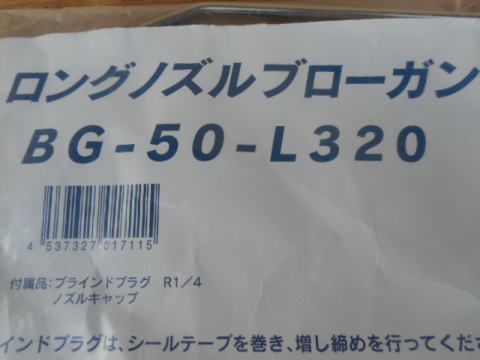 ロングノズルブローガン
BG-50-L320
4 537327 017115
付属品:ブラインドプラグ R1/4
ノズルキャップ
インドプラグは、シールテープを巻き、増し締めを行ってくださ